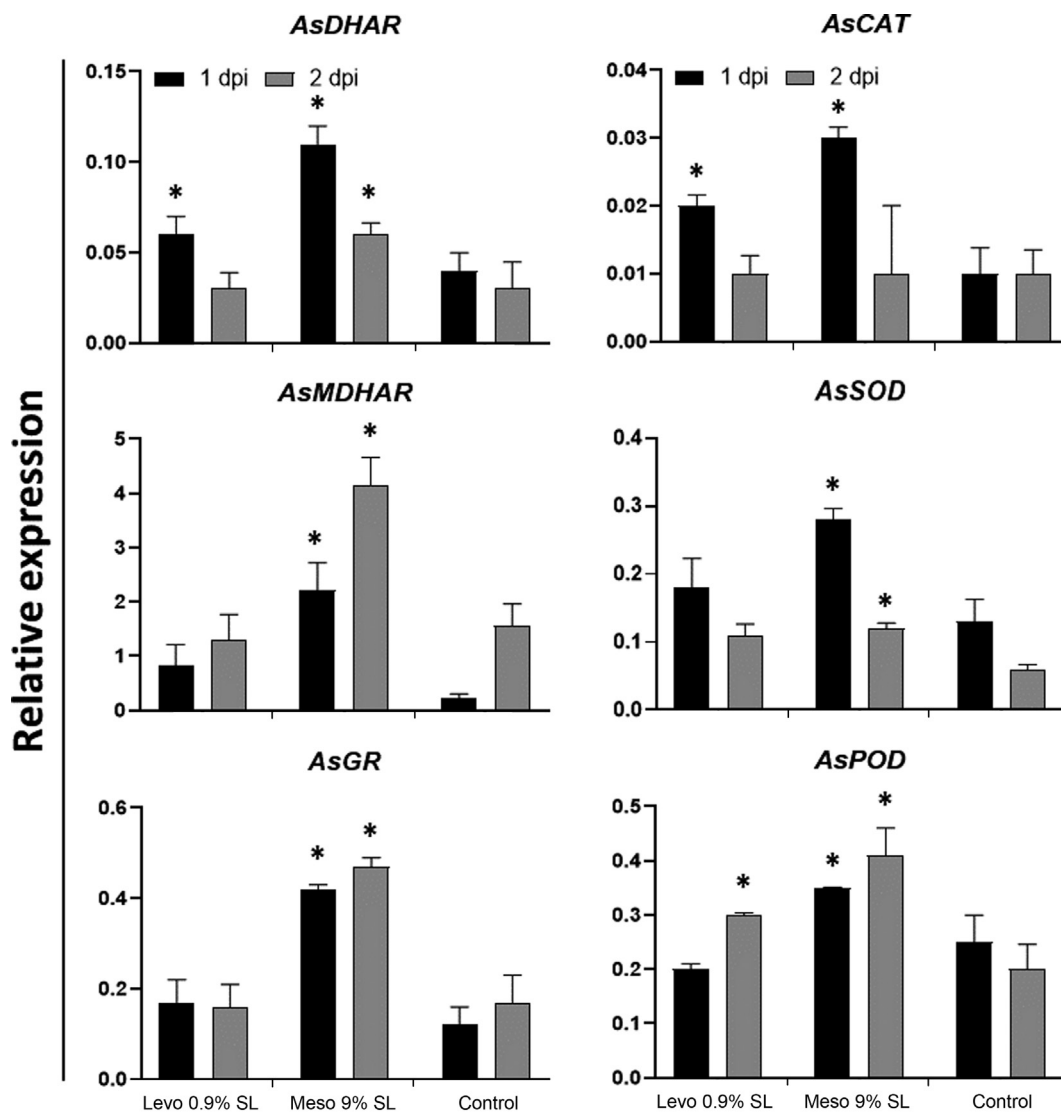 Relative expression
AsDHAR
1 dpi 2 dpi
0.15
0.10
0.05
0.00
* * *
AsCAT
1 dpi 2 dpi
0.04
0.03
0.02
0.01
0.00
* *
AsMDHAR
5
4
3
2
1
0
* *
AsSOD
0.4
0.3
0.2
0.1
0.0
* *
AsGR
0.6
0.4
0.2
0.0
* *
Levo 0.9% SL Meso 9% SL Control
AsPOD
0.5
0.4
0.3
0.2
0.1
0.0
* * *
Levo 0.9% SL Meso 9% SL Control